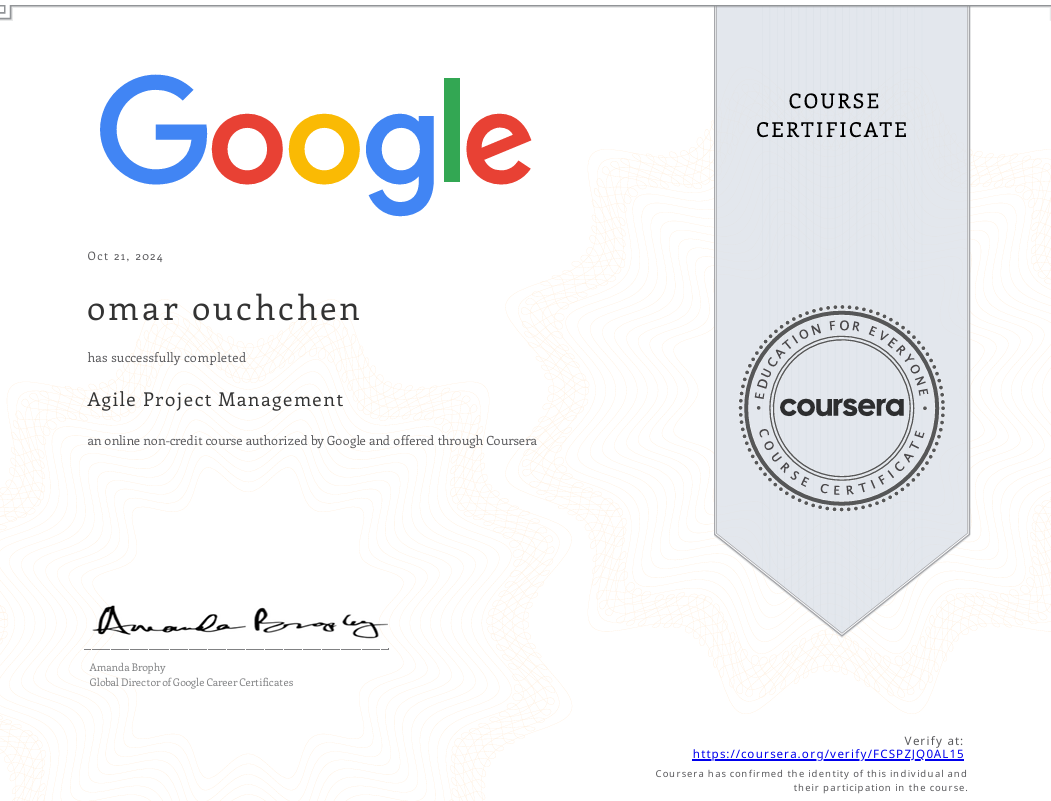 Google
COURSE
CERTIFICATE
Oct 21, 2024
omar ouchchen
has successfully completed
Agile Project Management
an online non-credit course authorized by Google and offered through Coursera
EDUCATION FOR EVERYONE
coursera
COURSE CERTIFICATE
Amanda Brophy
Amanda Brophy
Global Director of Google Career Certificates
Verify at:
https://coursera.org/verify/FCSPZJQ0AL15
Coursera has confirmed the identity of this individual and
their participation in the course.